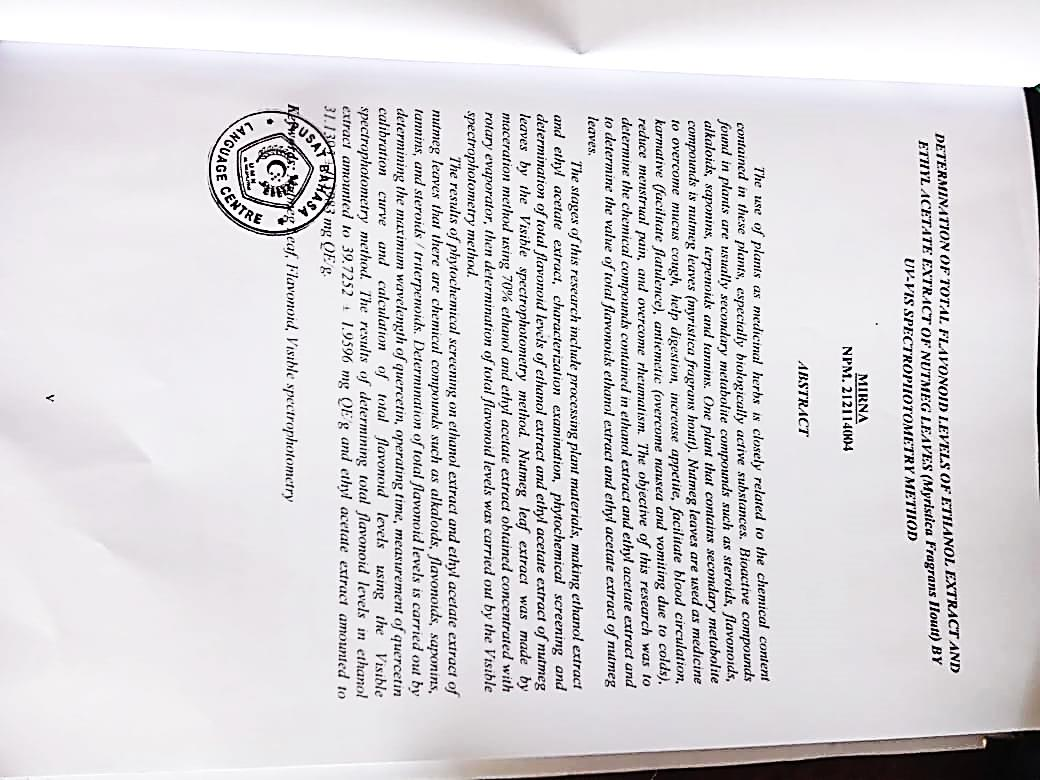 DETERMINATION OF TOTAL FLAVONOID LEVELS OF ETHANOL EXTRACT AND
ETHYL ACETATE EXTRACT OF NUTMEG LEAVES (Myristica Fragrans Houtt) BY
UV-VIS SPECTROPHOTOMETRY METHOD
MIRNA
NPM. 212114004
ABSTRACT
The use of plants as medicinal herbs is closely related to the chemical content
contained in these plants, especially biologically active substances. Bioactive compounds
found in plants are usually secondary metabolite compounds such as steroids, flavonoids,
alkaloids, saponins, terpenoids and tannins. One plant that contains secondary metabolite
compounds is nutmeg leaves (myristica fragrans houtt). Nutmeg leaves are used as medicine
to overcome mucus cough, help digestion, increase appetite, facilitate blood circulation,
karmative (facilitate flatulence), antiemetic (overcome nausea and vomiting due to colds),
reduce menstrual pain, and overcome rheumatism. The objective of this research was to
determine the chemical compounds contained in ethanol extract and ethyl acetate extract and
to determine the value of total flavonoids ethanol extract and ethyl acetate extract of nutmeg
leaves.
The stages of this research include processing plant materials, making ethanol extract
and ethyl acetate extract, characterization examination, phytochemical screening and
determination of total flavonoid levels of ethanol extract and ethyl acetate extract of nutmeg
leaves by the Visible spectrophotometry method. Nutmeg leaf extract was made by
maceration method using 70% ethanol and ethyl acetate extract obtained concentrated with
rotary evaporator, then determination of total flavonoid levels was carried out by the Visible
spectrophotometry method.
The results of phytochemical screening on ethanol extract and ethyl acetate extract of
nutmeg leaves that there are chemical compounds such as alkaloids, flavonoids, saponins,
tannins, and steroids / triterpenoids. Determination of total flavonoid levels is carried out by
determining the maximum wavelength of quercetin, operating time, measurement of quercetin
calibration curve and calculation of total flavonoid levels using the Visible
spectrophotometry method. The results of determining total flavonoid levels in ethanol
extract amounted to 39.7252 ± 1.9596 mg QE/g and ethyl acetate extract amounted to
mg QE/g.
Leaf, Flavonoid, Visible spectrophotometry
PUSAT BAHASA
LANGUAGE CENTRE
v